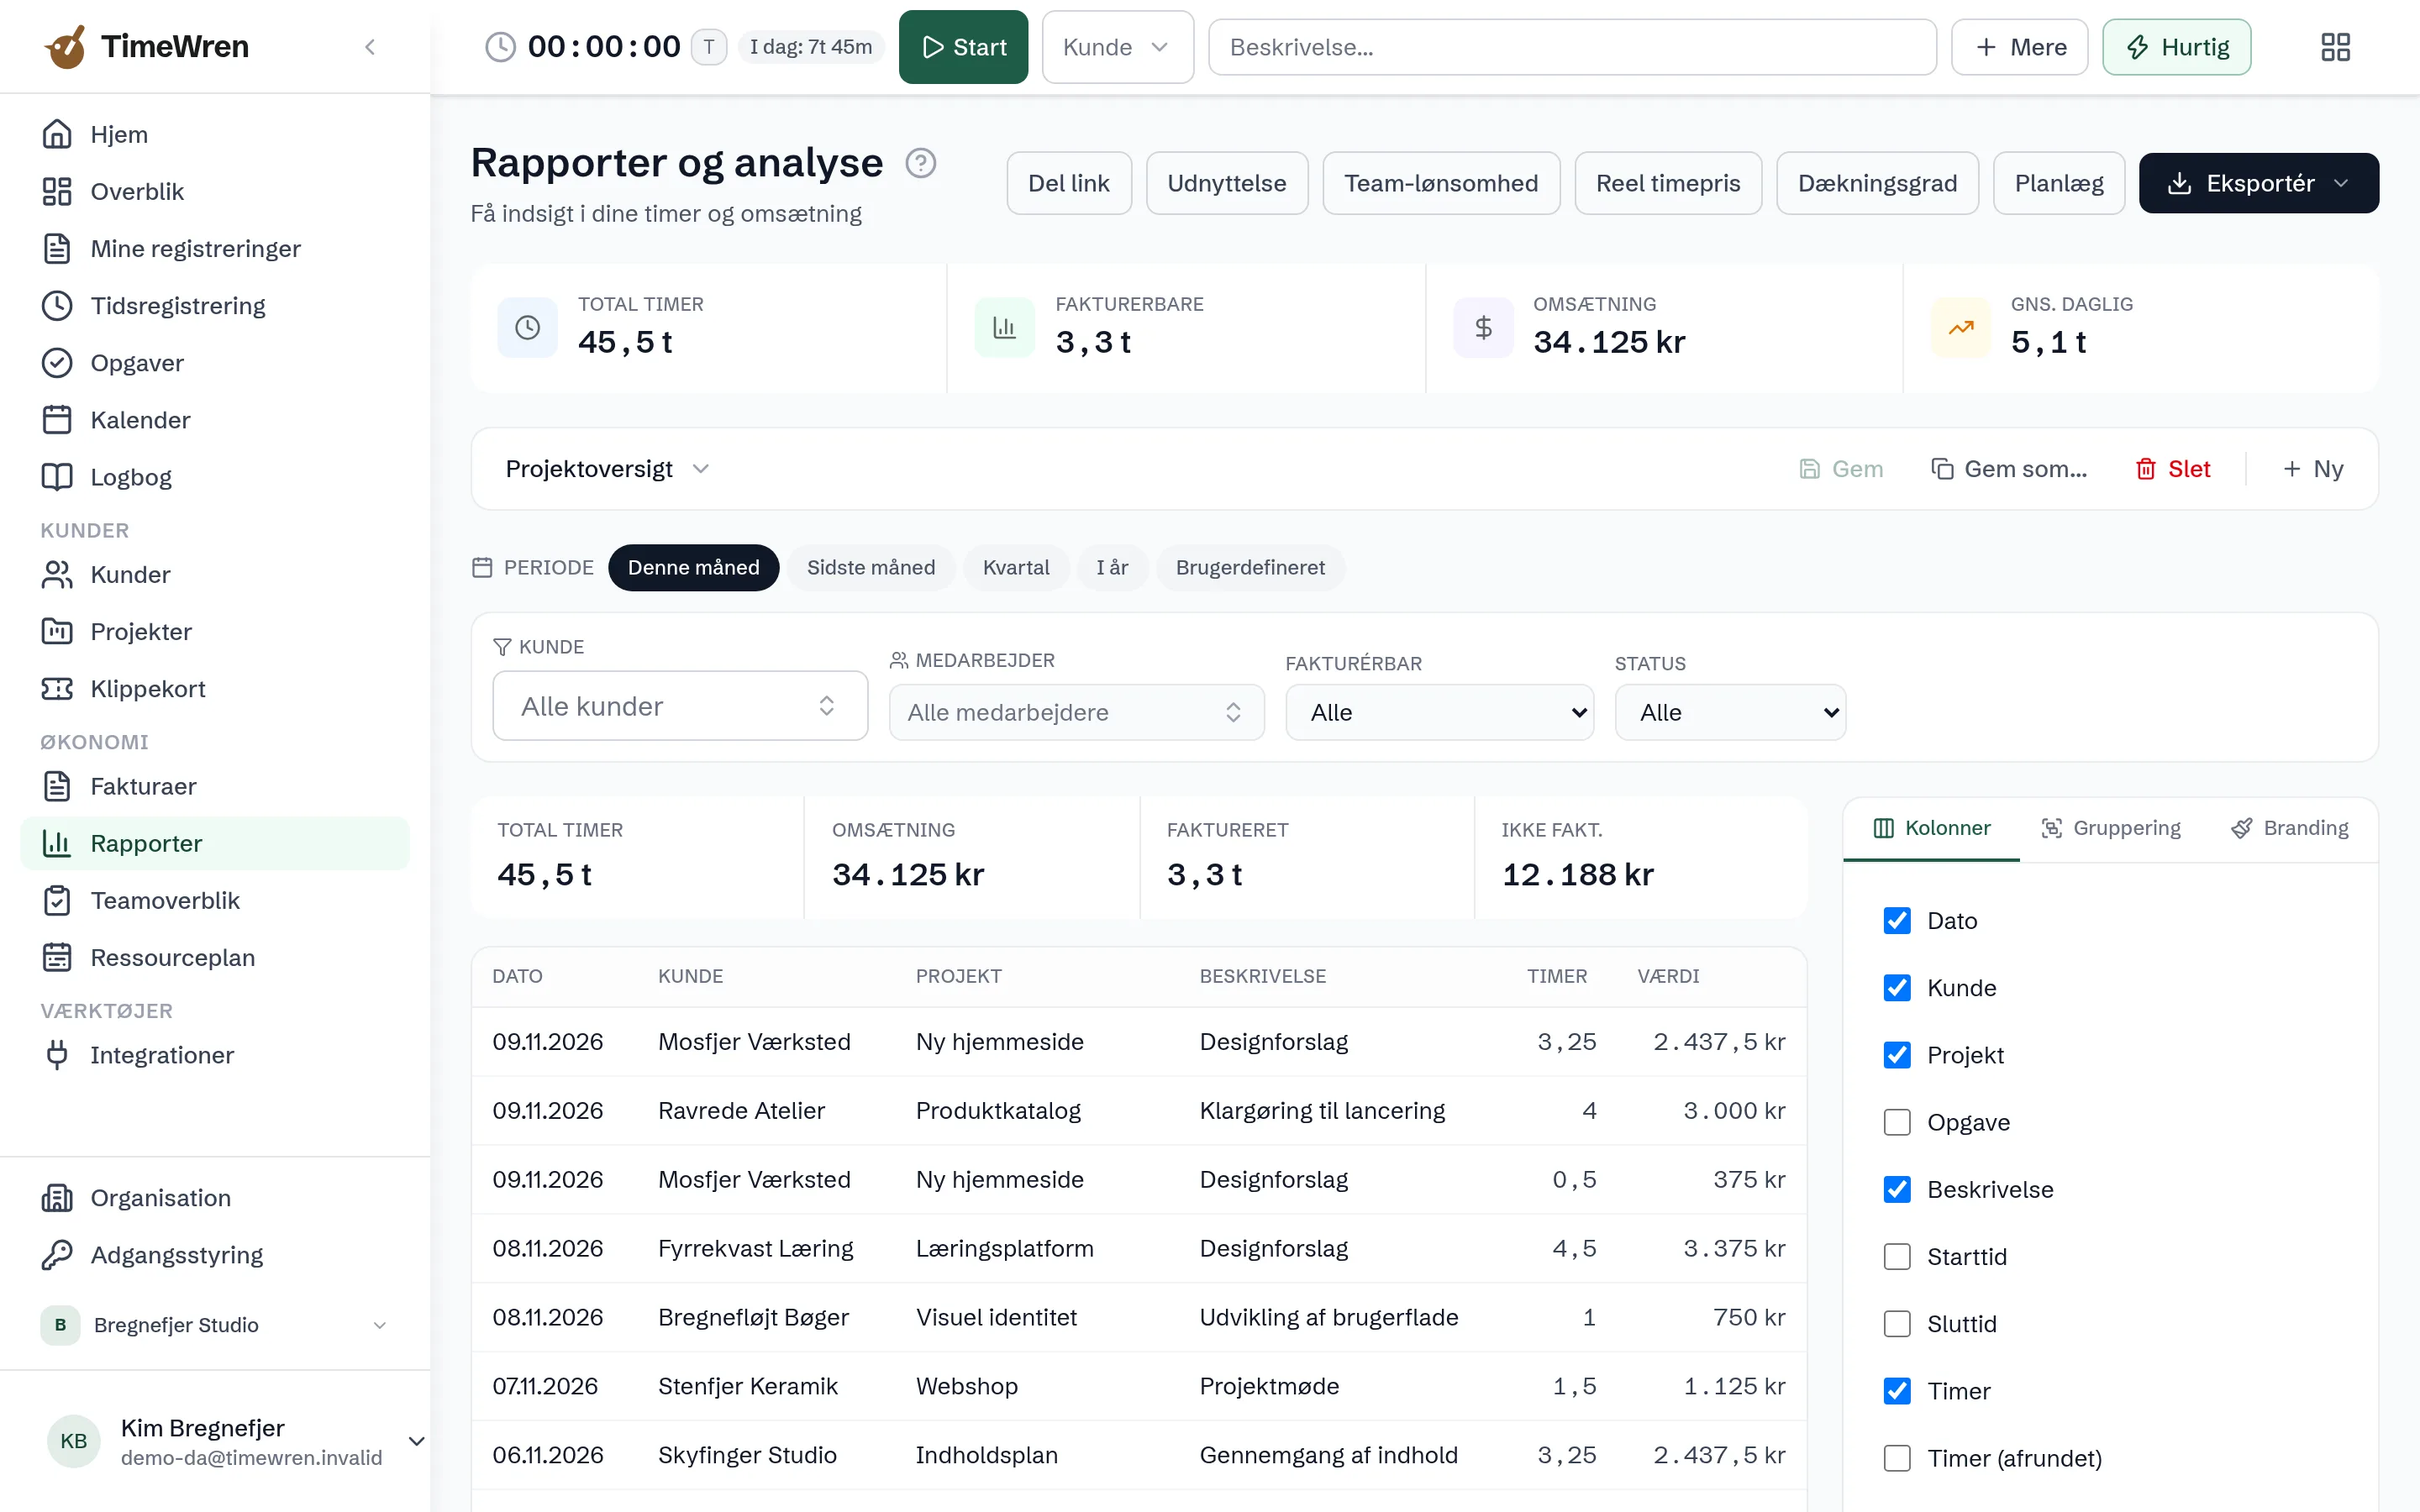 TimeWren
00:00:00 T I dag: 7t 45m Start Kunde Beskrivelse... Mere Hurtig
Hjem
Overblik
Mine registreringer
Tidsregistrering
Opgaver
Kalender
Logbog
KUNDER
Kunder
Projekter
Klippekort
ØKONOMI
Fakturaer
Rapporter
Teamoverblik
Ressourceplan
VÆRKTØJER
Integrationer
Organisation
Adgangsstyring
B Bregnefjer Studio
KB Kim Bregnefjer
demo-da@timewren.invalid
Rapporter og analyse
Få indsigt i dine timer og omsætning
Del link Udnyttelse Team-lønsomhed Reel timepris Dækningsgrad Planlæg Eksportér
TOTAL TIMER FAKTURERBARE OMSÆTNING GNS. DAGLIG
45,5 t 3,3 t 34.125 kr 5,1 t
Projektoversigt Gem Gem som... Slet Ny
PERIODE Denne måned Sidste måned Kvartal I år Brugerdefineret
KUNDE MEDARBEJDER FAKTURÉRBAR STATUS
Alle kunder Alle medarbejdere Alle Alle
TOTAL TIMER OMSÆTNING FAKTURERET IKKE FAKT.
45,5 t 34.125 kr 3,3 t 12.188 kr
DATO KUNDE PROJEKT BESKRIVELSE TIMER VÆRDI
09.11.2026 Mosfjer Værksted Ny hjemmeside Designforslag 3,25 2.437,5 kr
09.11.2026 Ravrede Atelier Produktkatalog Klargøring til lancering 4 3.000 kr
09.11.2026 Mosfjer Værksted Ny hjemmeside Designforslag 0,5 375 kr
08.11.2026 Fyrrekvast Læring Læringsplatform Designforslag 4,5 3.375 kr
08.11.2026 Bregnefløjt Bøger Visuel identitet Udvikling af brugerflade 1 750 kr
07.11.2026 Stenfjer Keramik Webshop Projektmøde 1,5 1.125 kr
06.11.2026 Skyfinger Studio Indholdsplan Gennemgang af indhold 3,25 2.437,5 kr
Kolonner Gruppering Branding
Dato
Kunde
Projekt
Opgave
Beskrivelse
Starttid
Sluttid
Timer
Timer (afrundet)